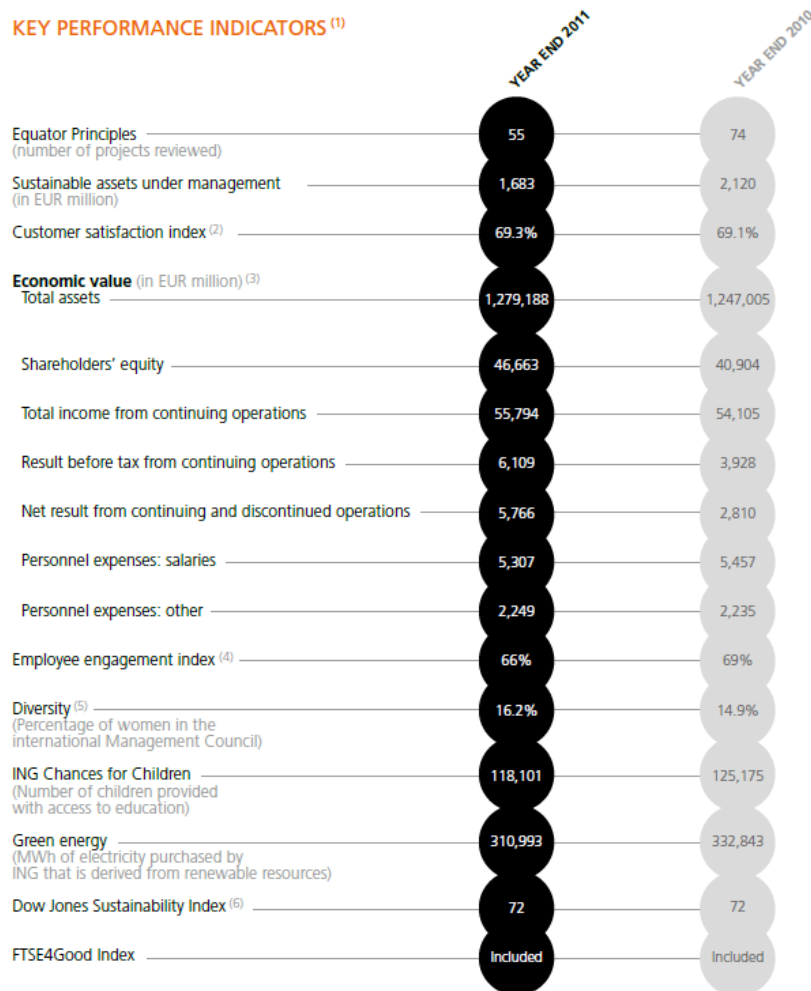 KEY PERFORMANCE INDICATORS (1)
YEAR END 2011
YEAR END 2010
Equator Principles 55 74
(number of projects reviewed)
Sustainable assets under management 1,683 2,120
(in EUR million)
Customer satisfaction index (2) 69.3% 69.1%
Economic value (in EUR million) (3)
Total assets 1,279,188 1,247,005
Shareholders' equity 46,663 40,904
Total income from continuing operations 55,794 54,105
Result before tax from continuing operations 6,109 3,928
Net result from continuing and discontinued operations 5,766 2,810
Personnel expenses: salaries 5,307 5,457
Personnel expenses: other 2,249 2,235
Employee engagement index (4) 66% 69%
Diversity (5) 16.2% 14.9%
(Percentage of women in the
international Management Council)
ING Chances for Children 118,101 125,175
(Number of children provided
with access to education)
Green energy 310,993 332,843
(MWh of electricity purchased by
ING that is derived from renewable resources)
Dow Jones Sustainability Index (6) 72 72
FTSE4Good Index Included Included